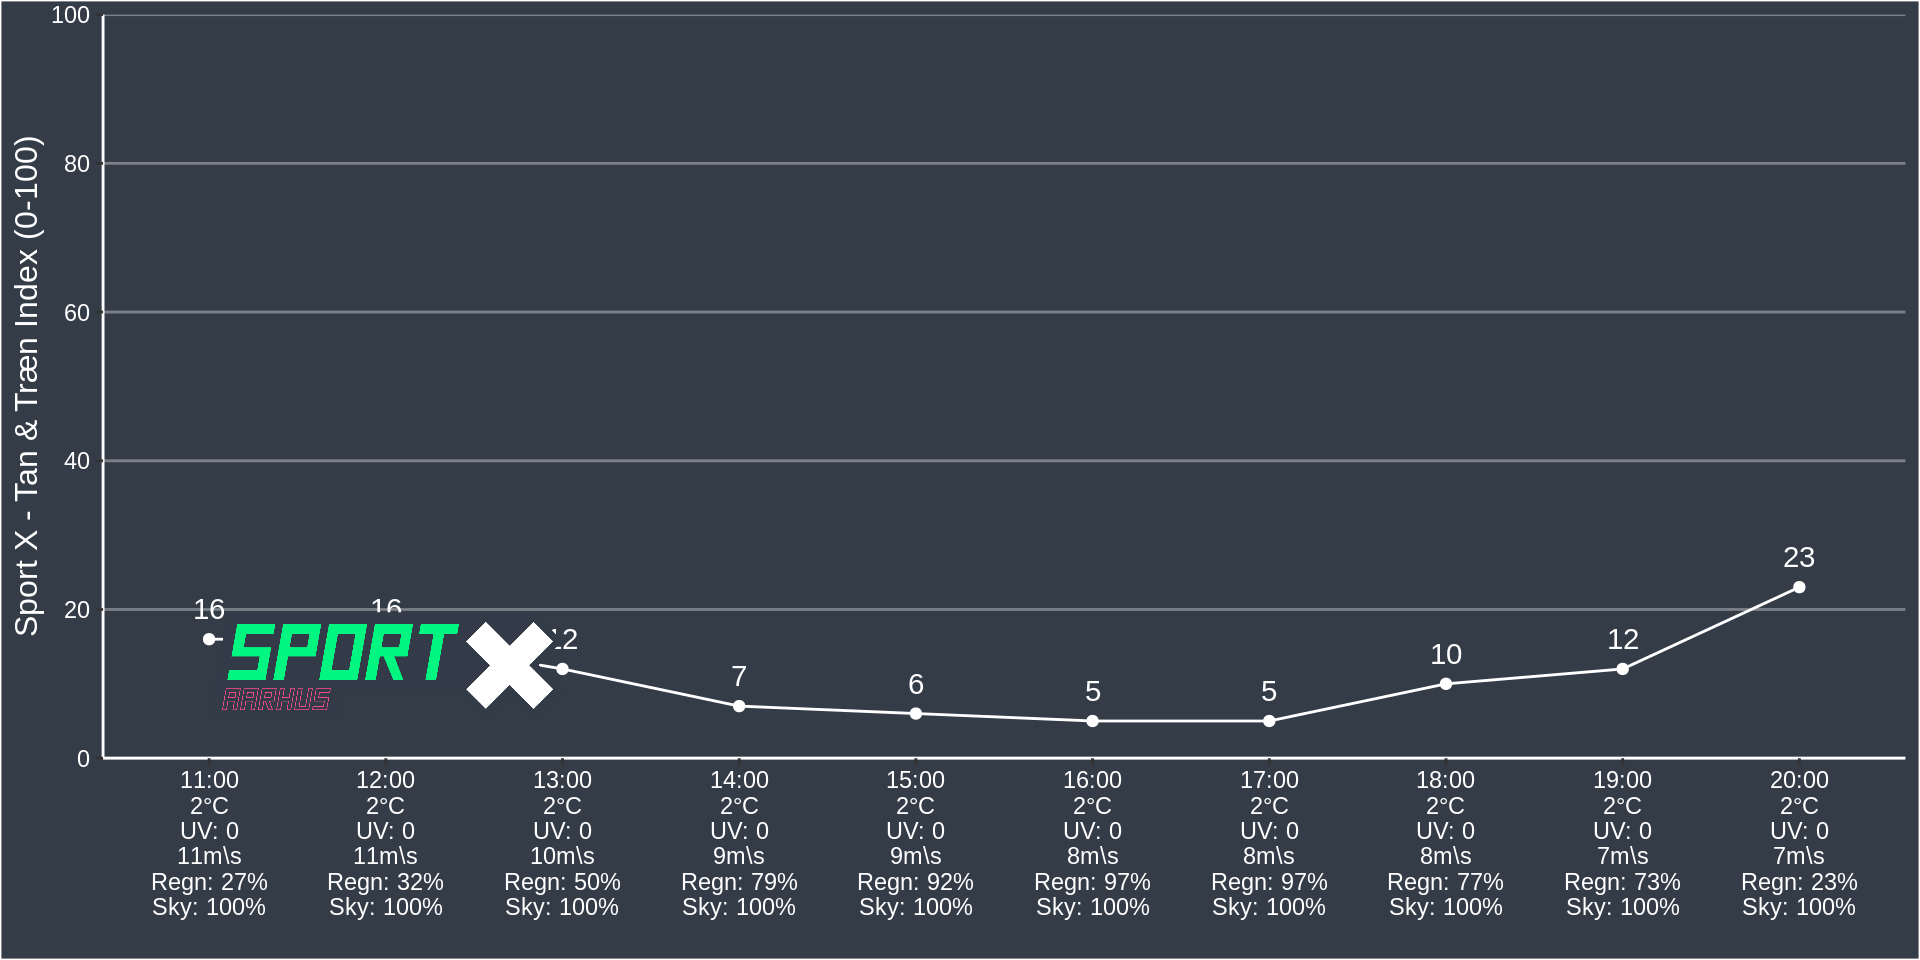 100
80
60
40
20
0
Sport X - Tan & Træn Index (0-100)
16
16
12
7
6
5
5
10
12
23
SPORT X
AARHUS
11:00 12:00 13:00 14:00 15:00 16:00 17:00 18:00 19:00 20:00
2°C 2°C 2°C 2°C 2°C 2°C 2°C 2°C 2°C 2°C
UV: 0 UV: 0 UV: 0 UV: 0 UV: 0 UV: 0 UV: 0 UV: 0 UV: 0 UV: 0
11m\s 11m\s 10m\s 9m\s 9m\s 8m\s 8m\s 8m\s 7m\s 7m\s
Regn: 27% Regn: 32% Regn: 50% Regn: 79% Regn: 92% Regn: 97% Regn: 97% Regn: 77% Regn: 73% Regn: 23%
Sky: 100% Sky: 100% Sky: 100% Sky: 100% Sky: 100% Sky: 100% Sky: 100% Sky: 100% Sky: 100% Sky: 100%